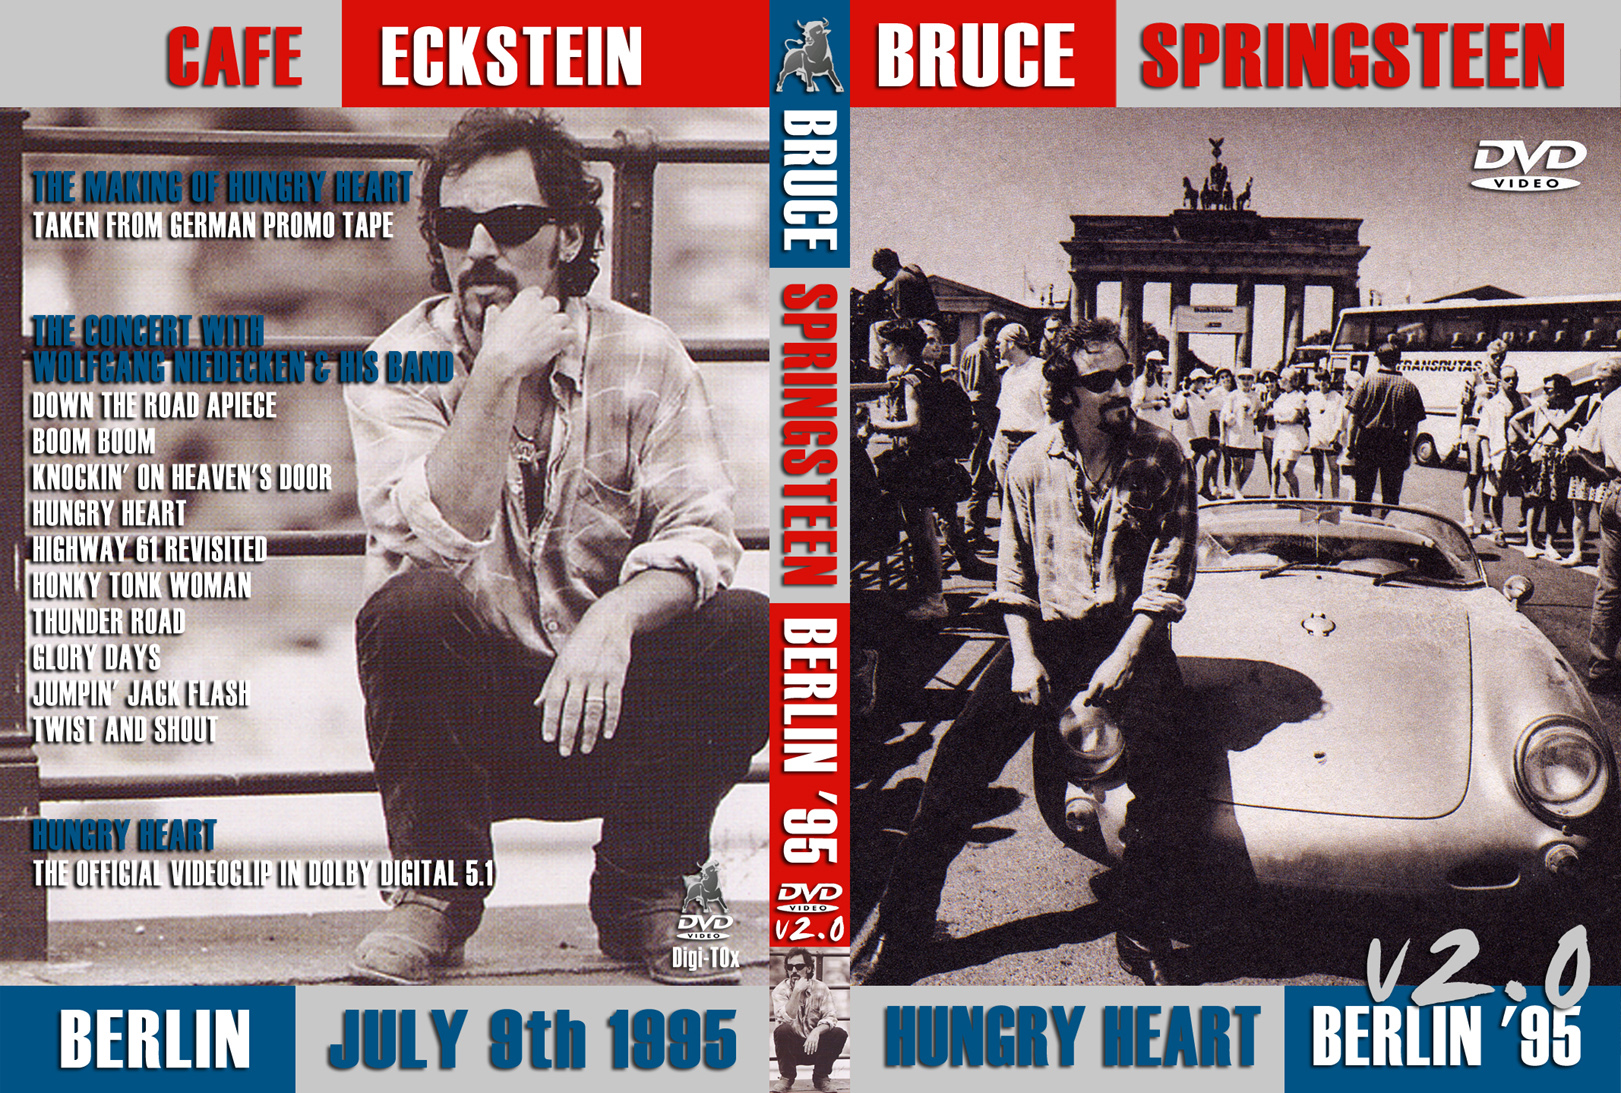 CAFE ECKSTEIN
THE MAKING OF HUNGRY HEART
TAKEN FROM GERMAN PROMO TAPE
THE CONCERT WITH
WOLFGANG NIEDECKEN & HIS BAND
DOWN THE ROAD APIECE
BOOM BOOM
KNOCKIN' ON HEAVEN'S DOOR
HUNGRY HEART
HIGHWAY 61 REVISITED
HONKY TONK WOMAN
THUNDER ROAD
GLORY DAYS
JUMPIN' JACK FLASH
TWIST AND SHOUT
HUNGRY HEART
THE OFFICIAL VIDEOCLIP IN DOLBY DIGITAL 5.1
DVD
VIDEO
Digi-TOx
BERLIN JULY 9th 1995
BRUCE SPRINGSTEEN BERLIN '95
DVD
VIDEO
v2.0
BRUCE SPRINGSTEEN
DVD
VIDEO
TRANSRUTAS
v2.0
HUNGRY HEART BERLIN '95